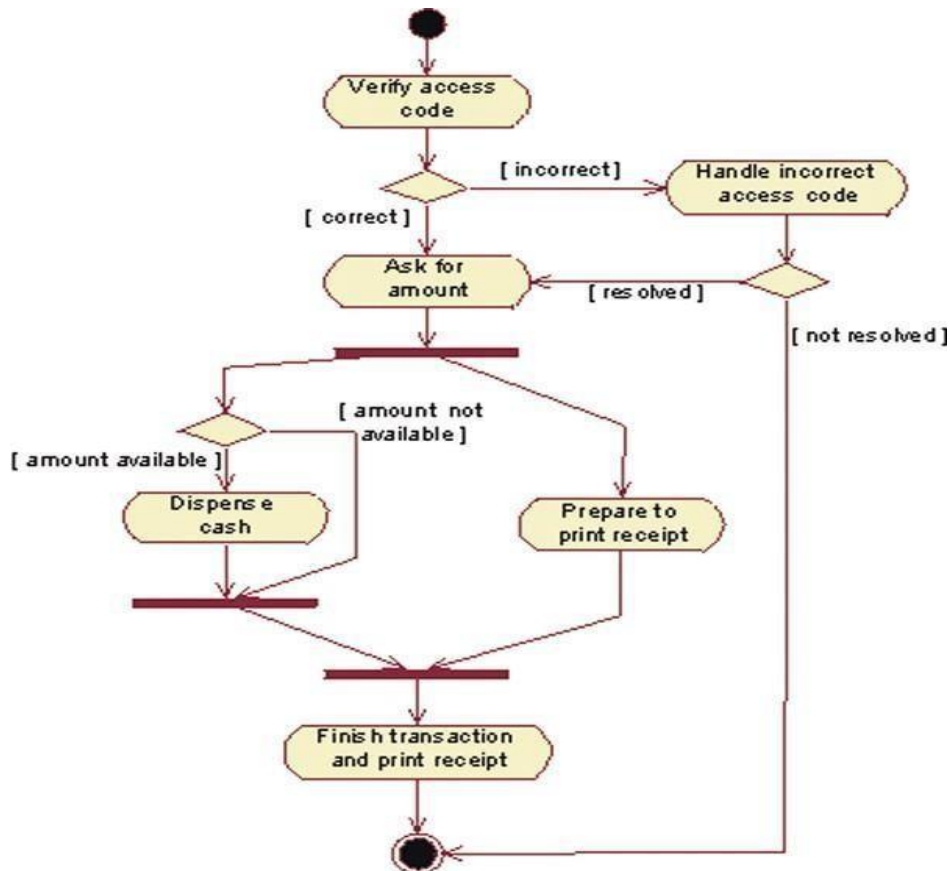 Verify access
code
[ incorrect ]
Handle incorrect
access code
[ correct ]
Ask for
amount
[ resolved ]
[ not resolved ]
[ amount not
available ]
[ amount available ]
Dispense
cash
Prepare to
print receipt
Finish transaction
and print receipt